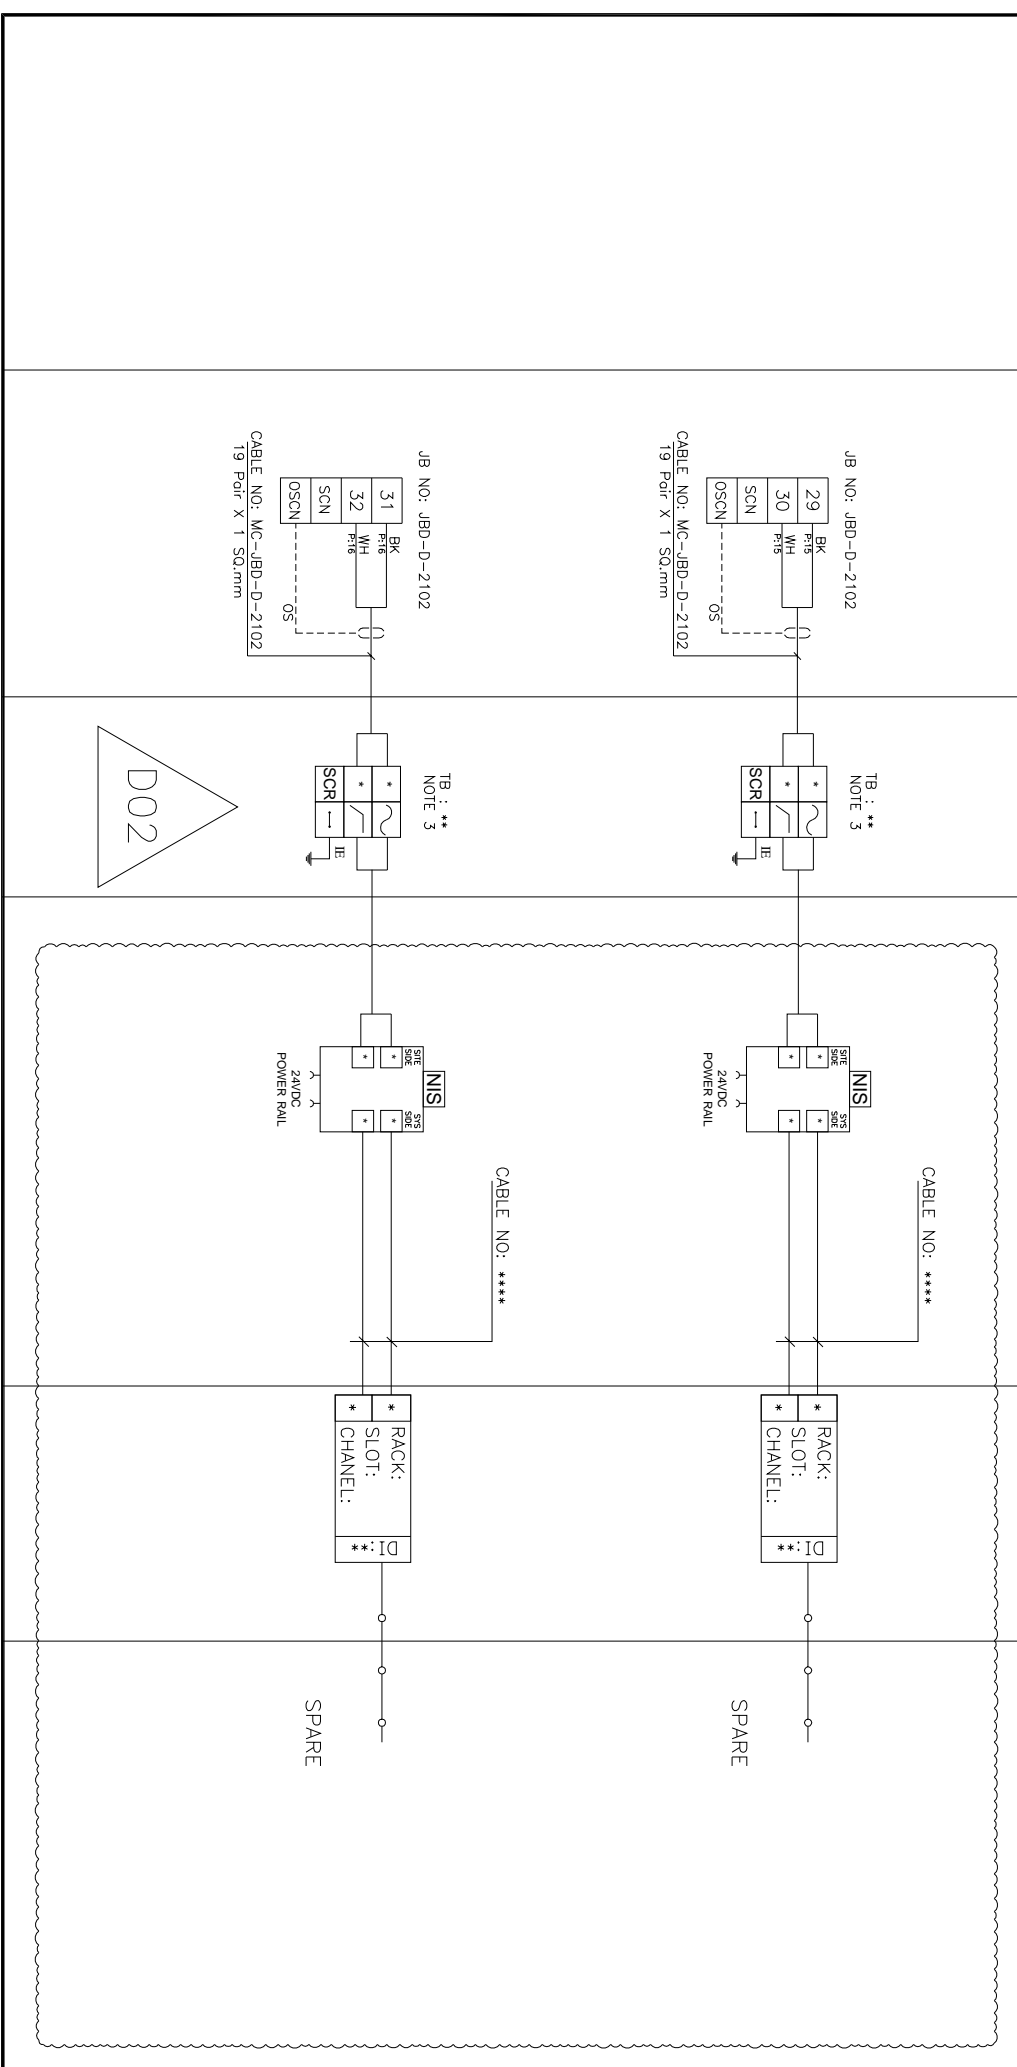 JB NO: JBD-D-2102
29
30
SCN
OSCN
BK
P:15
WH
P:15
OS
CABLE NO: MC-JBD-D-2102
19 Pair X 1 SQ.mm
TB : **
NOTE 3
*
*
SCR
IE
NIS
SITE
SIDE
SYS
SIDE
*
*
*
*
24VDC
POWER RAIL
CABLE NO: ****
*
*
RACK:
SLOT:
CHANEL:
DI:**
SPARE
JB NO: JBD-D-2102
31
32
SCN
OSCN
BK
P:16
WH
P:16
OS
CABLE NO: MC-JBD-D-2102
19 Pair X 1 SQ.mm
TB : **
NOTE 3
*
*
SCR
IE
NIS
SITE
SIDE
SYS
SIDE
*
*
*
*
24VDC
POWER RAIL
CABLE NO: ****
*
*
RACK:
SLOT:
CHANEL:
DI:**
SPARE
D02